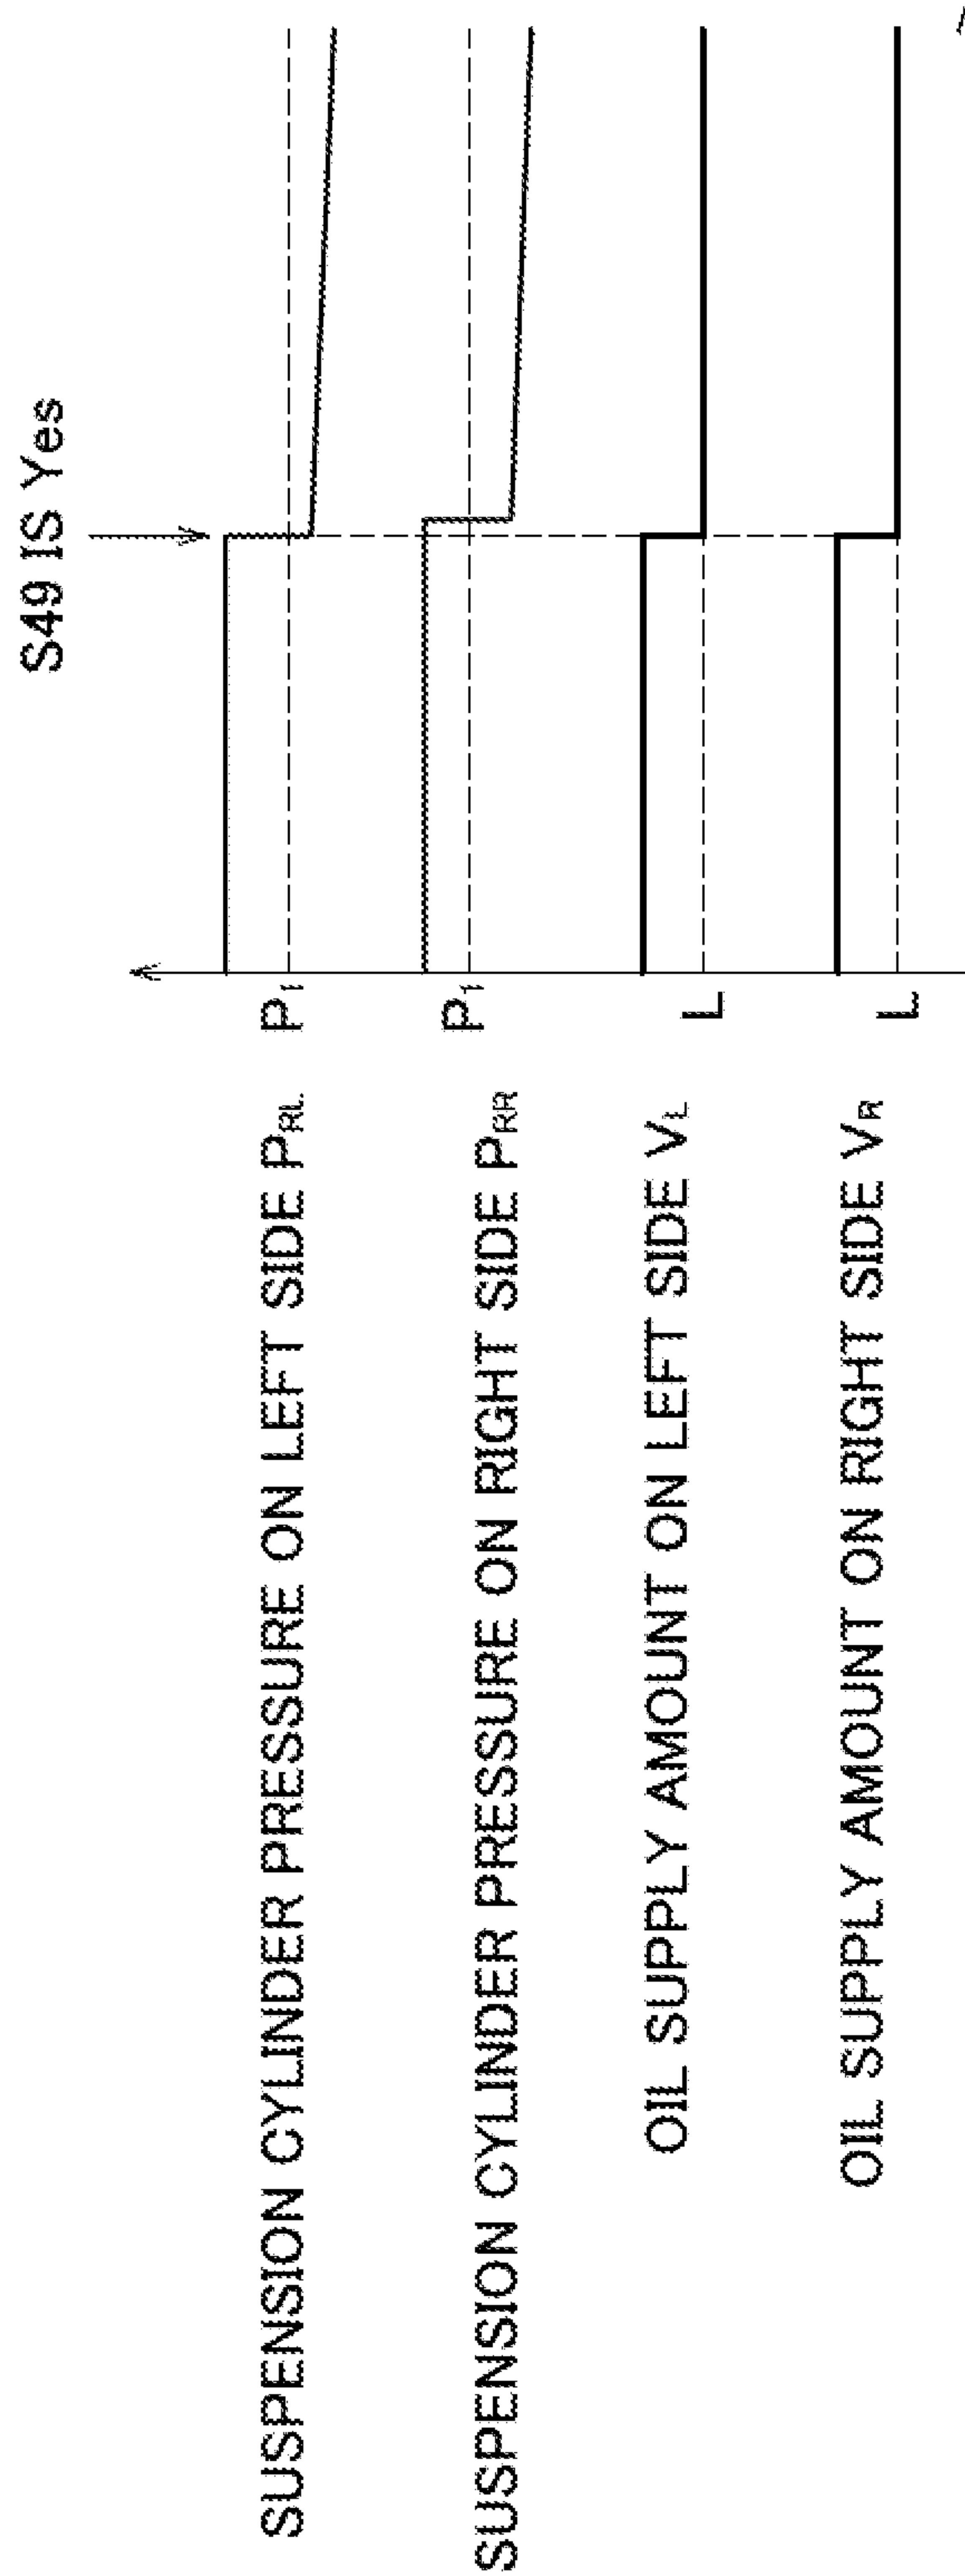 S49 IS Yes
SUSPENSION CYLINDER PRESSURE ON LEFT SIDE PRL P1
SUSPENSION CYLINDER PRESSURE ON RIGHT SIDE PRR P1
OIL SUPPLY AMOUNT ON LEFT SIDE VL L
OIL SUPPLY AMOUNT ON RIGHT SIDE VR L